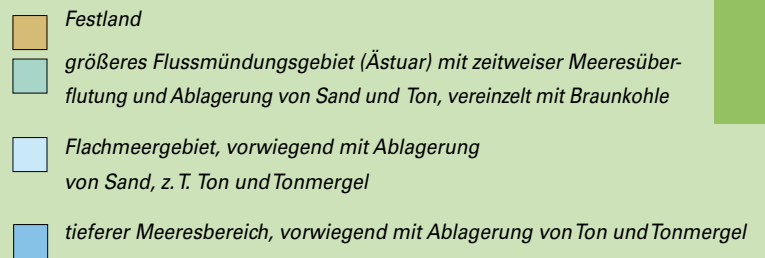 Festland
größeres Flussmündungsgebiet (Ästuar) mit zeitweiser Meeresüber-
flutung und Ablagerung von Sand und Ton, vereinzelt mit Braunkohle
Flachmeergebiet, vorwiegend mit Ablagerung
von Sand, z. T. Ton und Tonmergel
tieferer Meeresbereich, vorwiegend mit Ablagerung von Ton und Tonmergel